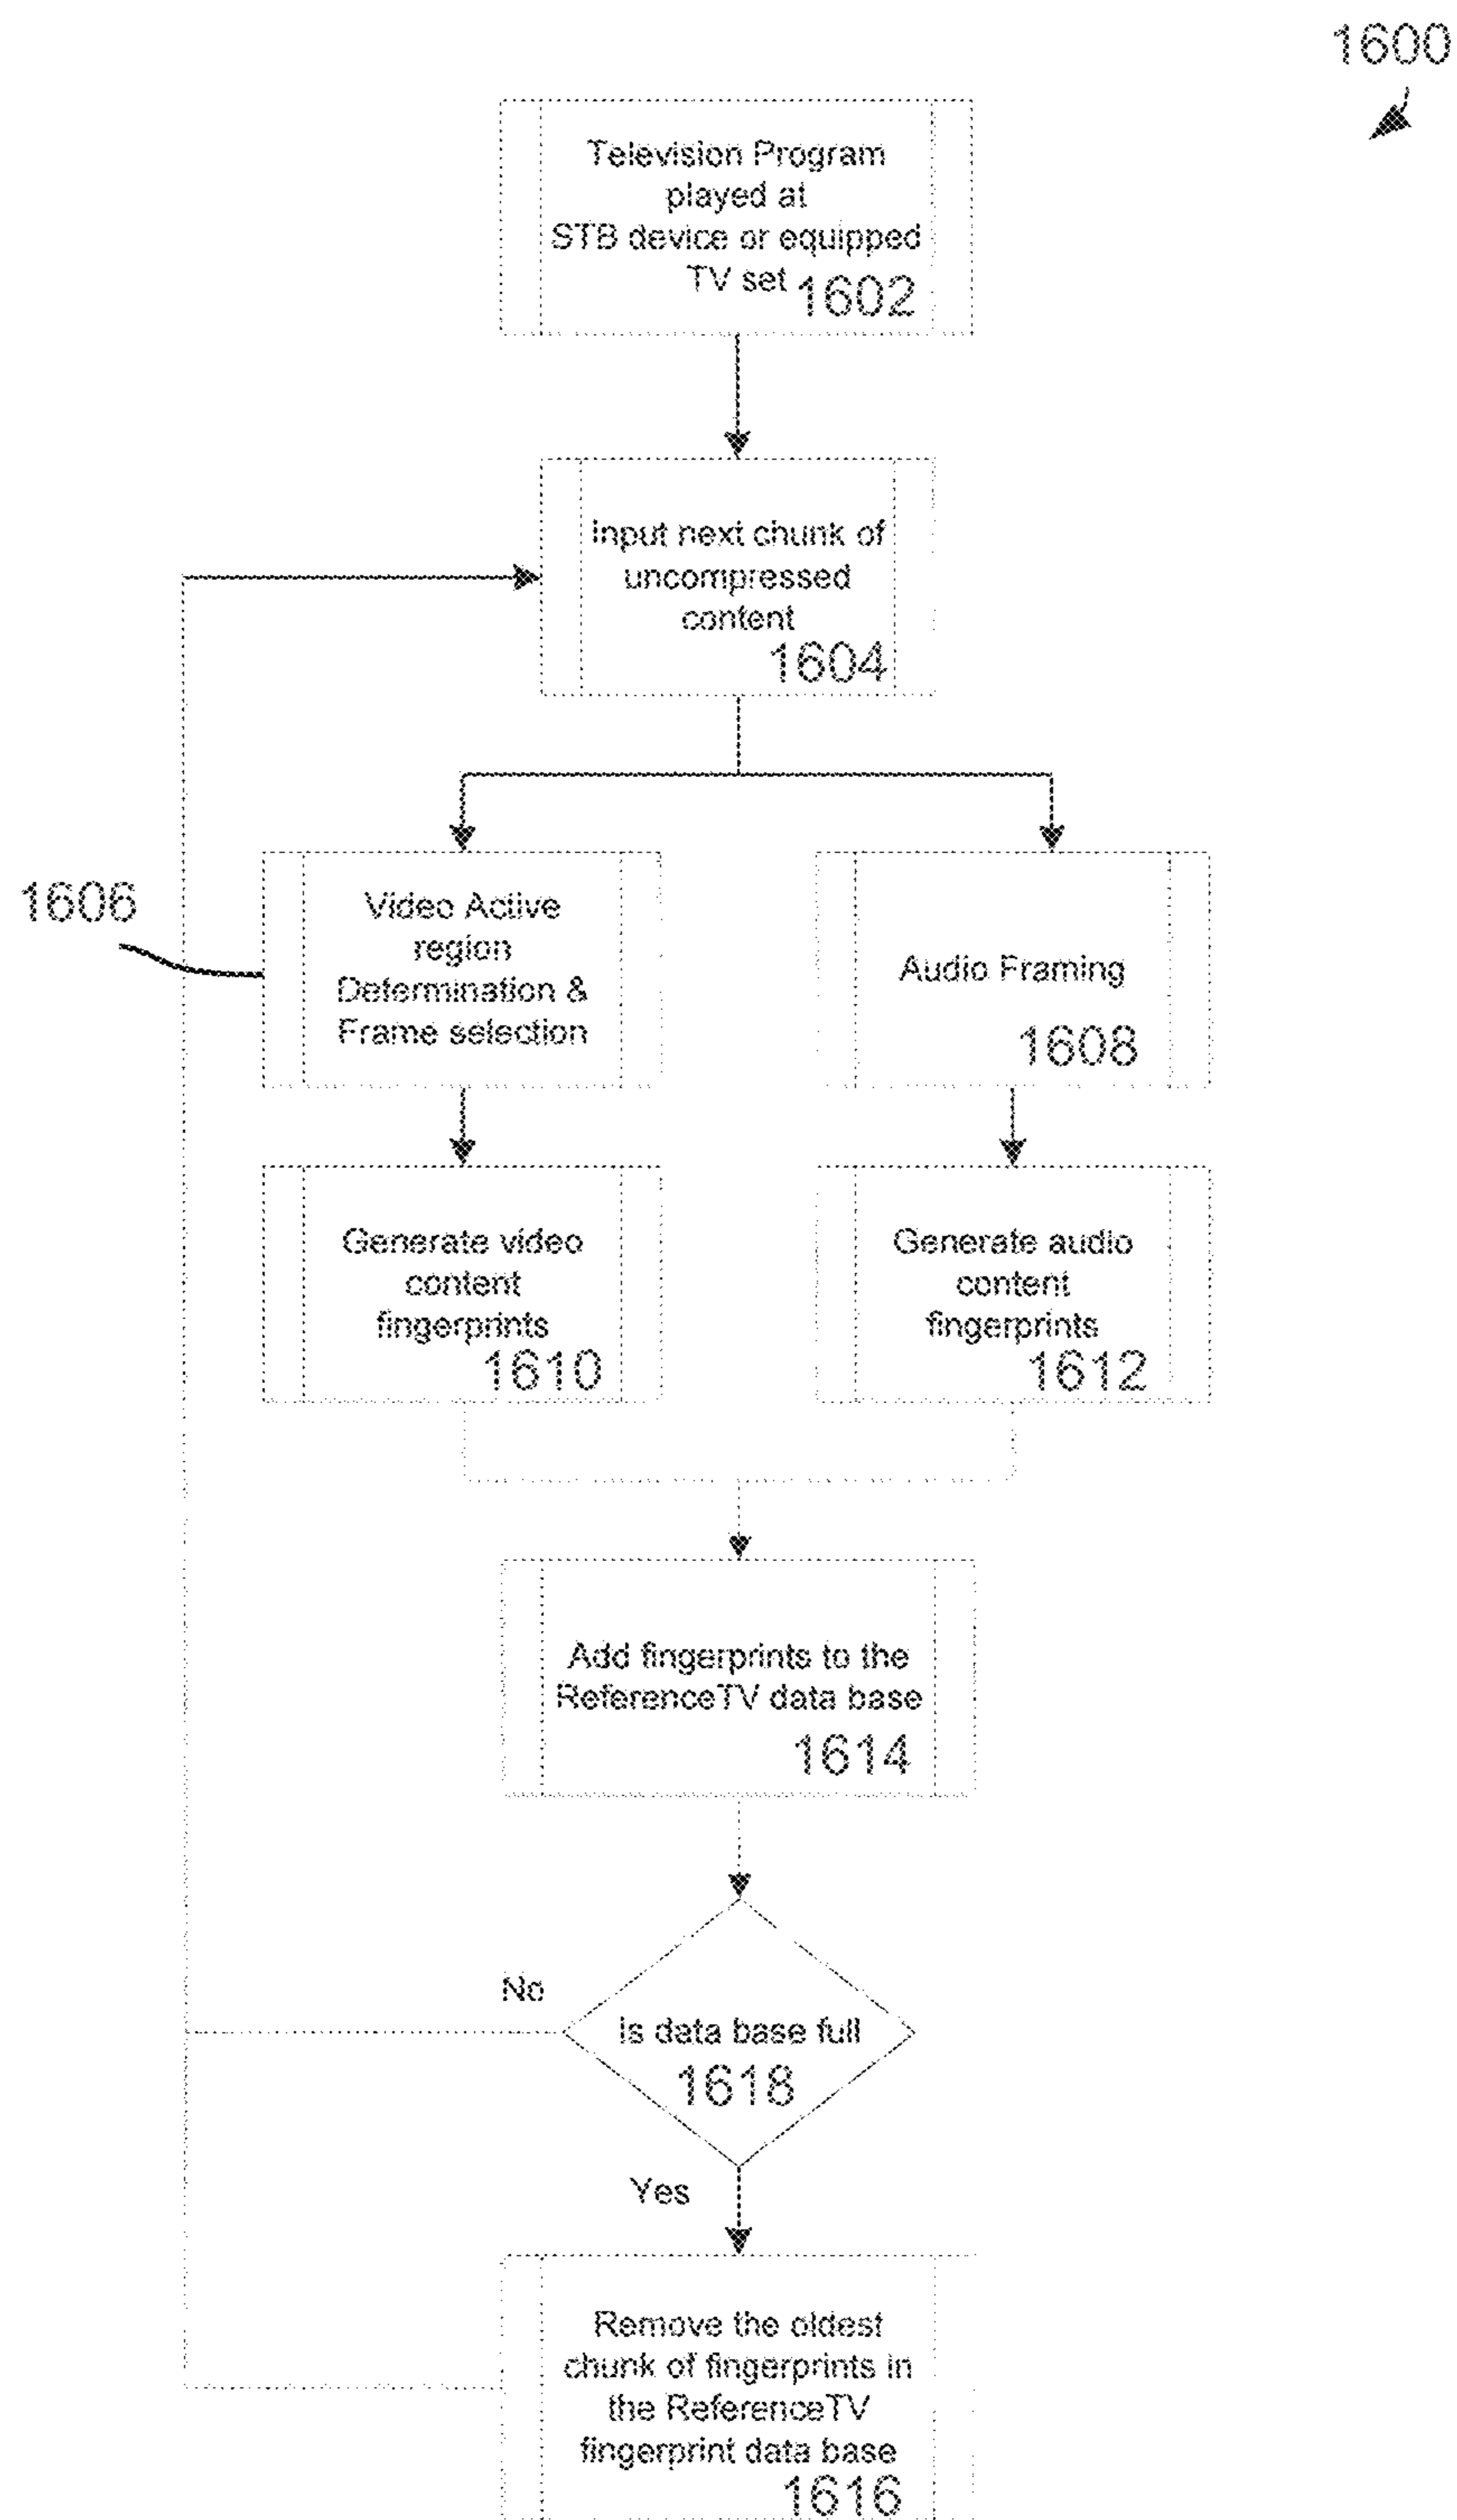 1600
Television Program
played at
STB device or equipped
TV set
1602
Input next chunk of
uncompressed
content
1604
1606
Video Active
region
Determination &
Frame selection
Audio Framing
1608
Generate video
content
fingerprints
1610
Generate audio
content
fingerprints
1612
Add fingerprints to the
ReferenceTV data base
1614
No
Is data base full
1618
Yes
Remove the oldest
chunk of fingerprints in
the ReferenceTV
fingerprint data base
1616